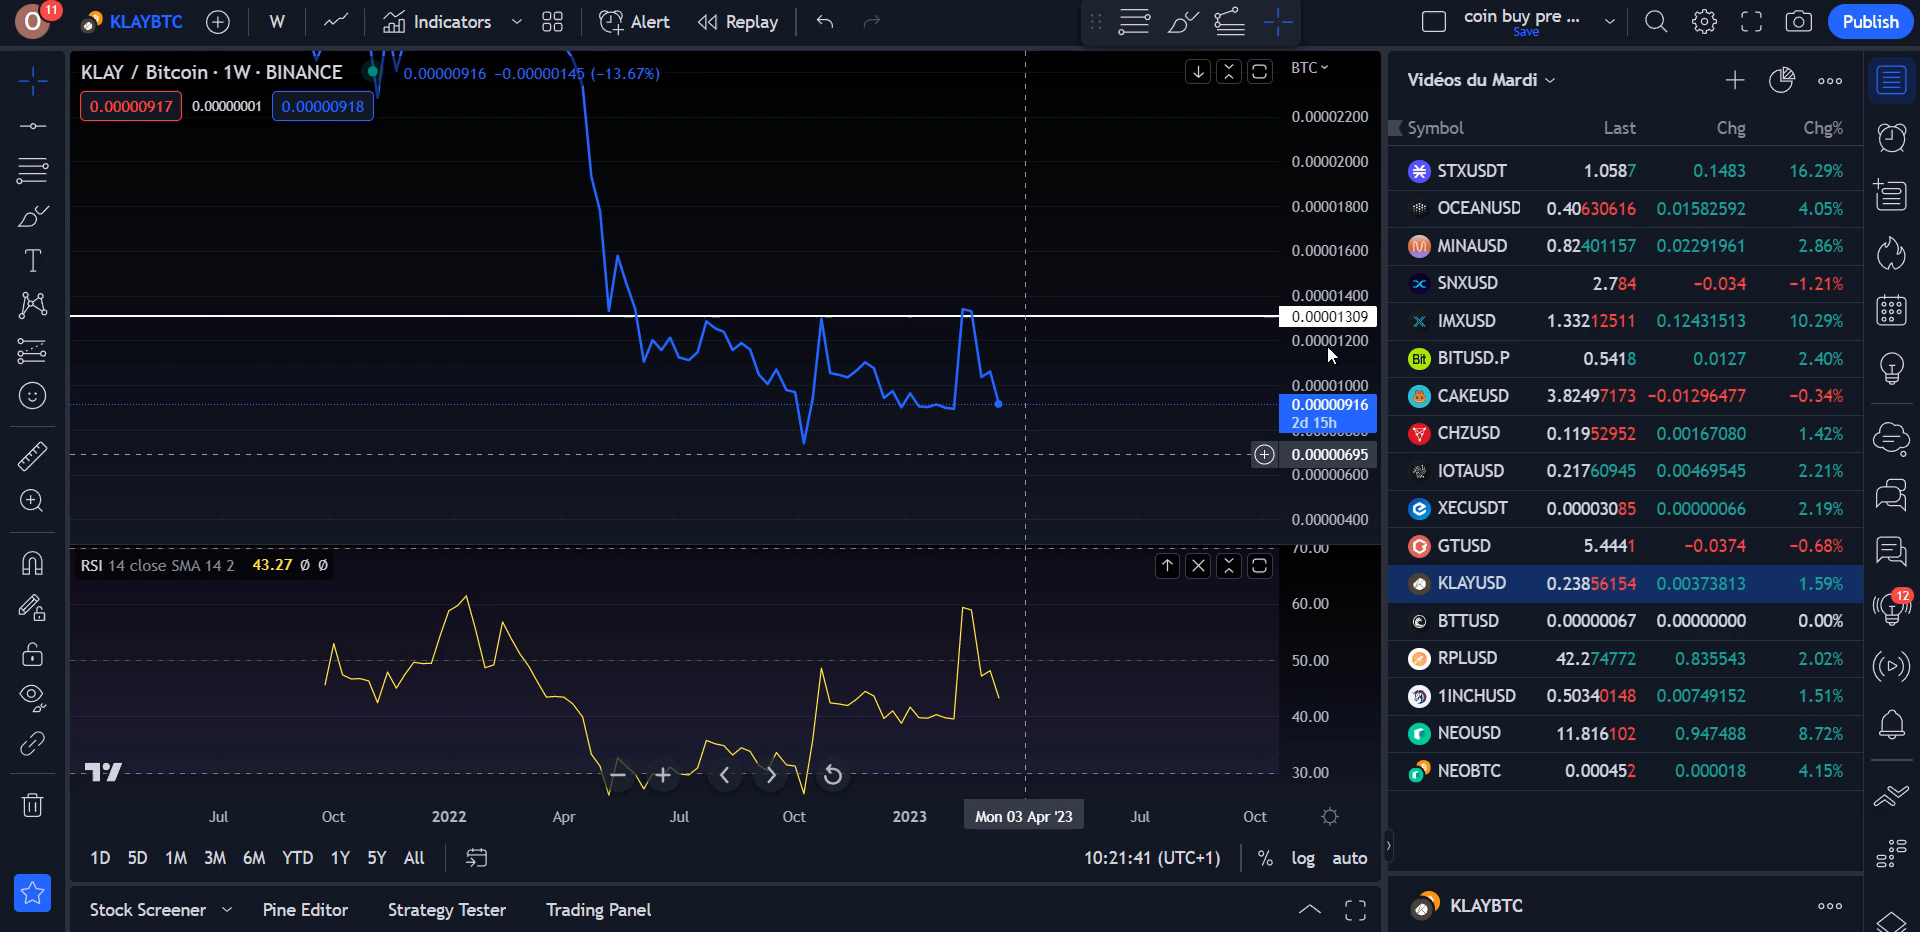 O 11 KLAYBTC W Indicators Alert Replay coin buy pre ... Save Publish
KLAY / Bitcoin · 1W · BINANCE 0.00000916 −0.00000145 (−13.67%)
0.00000917 0.00000001 0.00000918
BTC
0.00002200
0.00002000
0.00001800
0.00001600
0.00001400
0.00001309
0.00001200
0.00001000
0.00000916
2d 15h
0.00000695
0.00000600
0.00000400
RSI 14 close SMA 14 2 43.27 Ø Ø
70.00
60.00
50.00
40.00
30.00
Jul Oct 2022 Apr Jul Oct 2023 Mon 03 Apr '23 Jul Oct
1D 5D 1M 3M 6M YTD 1Y 5Y All 10:21:41 (UTC+1) % log auto
Stock Screener Pine Editor Strategy Tester Trading Panel
Vidéos du Mardi
Symbol Last Chg Chg%
STXUSDT 1.0587 0.1483 16.29%
OCEANUSD 0.40630616 0.01582592 4.05%
MINAUSD 0.82401157 0.02291961 2.86%
SNXUSD 2.784 −0.034 −1.21%
IMXUSD 1.33212511 0.12431513 10.29%
Bit BITUSD.P 0.5418 0.0127 2.40%
CAKEUSD 3.82497173 −0.01296477 −0.34%
CHZUSD 0.11952952 0.00167080 1.42%
IOTAUSD 0.21760945 0.00469545 2.21%
XECUSDT 0.00003085 0.00000066 2.19%
GTUSD 5.4441 −0.0374 −0.68%
KLAYUSD 0.23856154 0.00373813 1.59%
BTTUSD 0.00000067 0.00000000 0.00%
RPLUSD 42.274772 0.835543 2.02%
1INCHUSD 0.50340148 0.00749152 1.51%
NEOUSD 11.816102 0.947488 8.72%
NEOBTC 0.000452 0.000018 4.15%
KLAYBTC
12